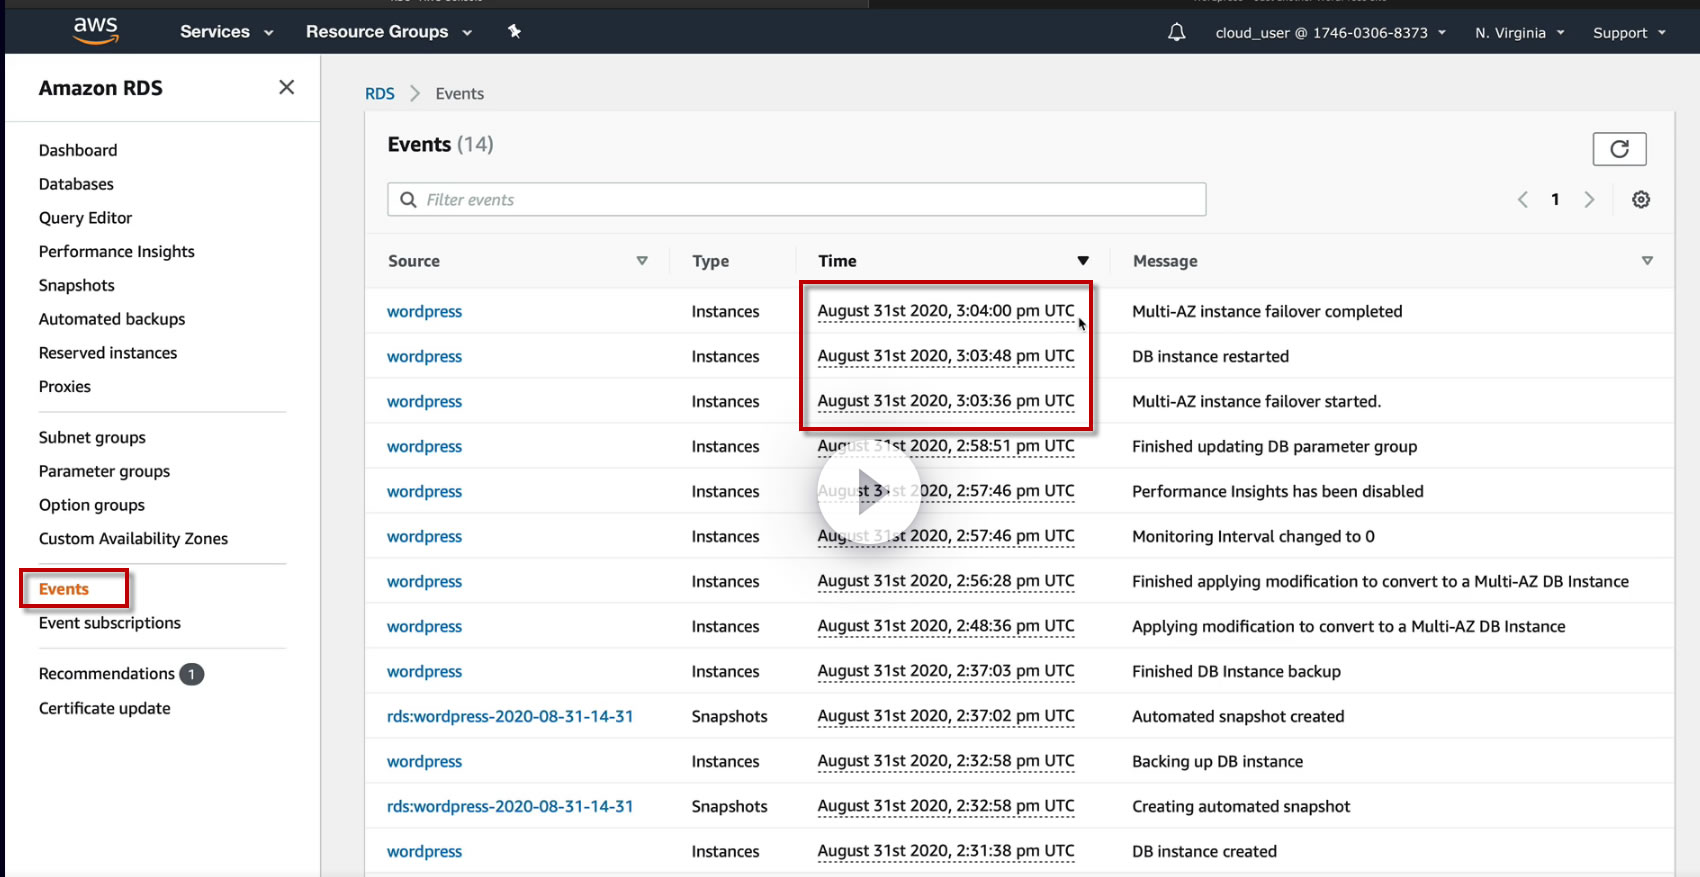 aws Services Resource Groups cloud_user @ 1746-0306-8373 N. Virginia Support
Amazon RDS
Dashboard
Databases
Query Editor
Performance Insights
Snapshots
Automated backups
Reserved instances
Proxies
Subnet groups
Parameter groups
Option groups
Custom Availability Zones
Events
Event subscriptions
Recommendations 1
Certificate update
RDS > Events
Events (14)
Filter events
1
Source Type Time Message
wordpress Instances August 31st 2020, 3:04:00 pm UTC Multi-AZ instance failover completed
wordpress Instances August 31st 2020, 3:03:48 pm UTC DB instance restarted
wordpress Instances August 31st 2020, 3:03:36 pm UTC Multi-AZ instance failover started.
wordpress Instances August 31st 2020, 2:58:51 pm UTC Finished updating DB parameter group
wordpress Instances August 31st 2020, 2:57:46 pm UTC Performance Insights has been disabled
wordpress Instances August 31st 2020, 2:57:46 pm UTC Monitoring Interval changed to 0
wordpress Instances August 31st 2020, 2:56:28 pm UTC Finished applying modification to convert to a Multi-AZ DB Instance
wordpress Instances August 31st 2020, 2:48:36 pm UTC Applying modification to convert to a Multi-AZ DB Instance
wordpress Instances August 31st 2020, 2:37:03 pm UTC Finished DB Instance backup
rds:wordpress-2020-08-31-14-31 Snapshots August 31st 2020, 2:37:02 pm UTC Automated snapshot created
wordpress Instances August 31st 2020, 2:32:58 pm UTC Backing up DB instance
rds:wordpress-2020-08-31-14-31 Snapshots August 31st 2020, 2:32:58 pm UTC Creating automated snapshot
wordpress Instances August 31st 2020, 2:31:38 pm UTC DB instance created